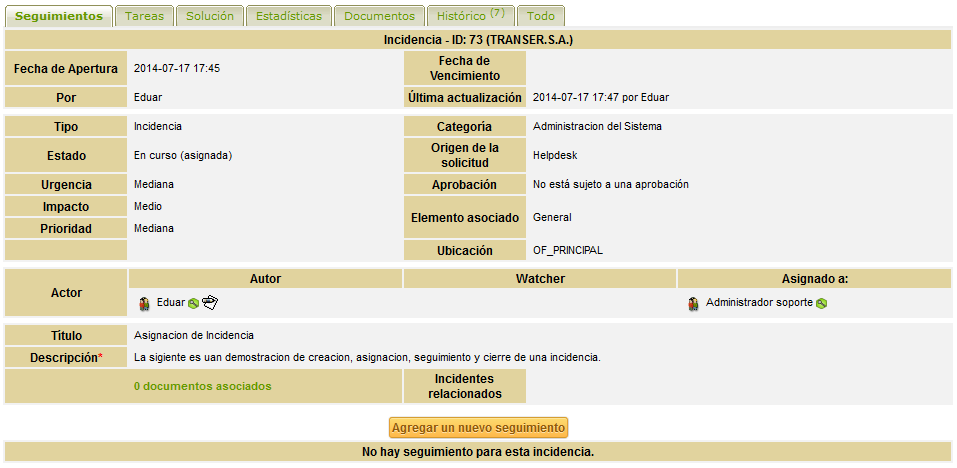 Seguimientos Tareas Solución Estadísticas Documentos Histórico (7) Todo
Incidencia - ID: 73 (TRANSER.S.A.)
Fecha de Apertura 2014-07-17 17:45 Fecha de
Vencimiento
Por Eduar Última actualización 2014-07-17 17:47 por Eduar
Tipo Incidencia Categoría Administracion del Sistema
Estado En curso (asignada) Origen de la
solicitud Helpdesk
Urgencia Mediana Aprobación No está sujeto a una aprobación
Impacto Medio Elemento asociado General
Prioridad Mediana
Ubicación OF_PRINCIPAL
Actor Autor Watcher Asignado a:
Eduar Administrador soporte
Título Asignacion de Incidencia
Descripción* La sigiente es uan demostracion de creacion, asignacion, seguimiento y cierre de una incidencia.
0 documentos asociados Incidentes
relacionados
Agregar un nuevo seguimiento
No hay seguimiento para esta incidencia.